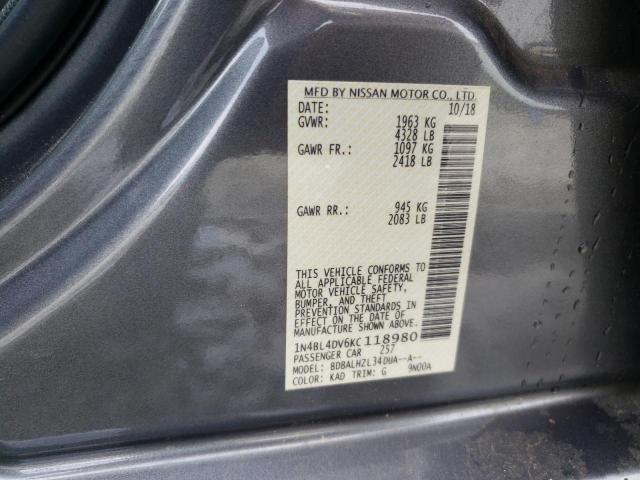 MFD BY NISSAN MOTOR CO., LTD
DATE: 10/18
GVWR: 1963 KG
4328 LB
GAWR FR.: 1097 KG
2418 LB
GAWR RR.: 945 KG
2083 LB
THIS VEHICLE CONFORMS TO
ALL APPLICABLE FEDERAL
MOTOR VEHICLE SAFETY,
BUMPER, AND THEFT
PREVENTION STANDARDS IN
EFFECT ON THE DATE OF
MANUFACTURE SHOWN ABOVE.
1N4BL4DV6KC118980
PASSENGER CAR 257
MODEL: BDBALHZL34DUA--A--
COLOR: KAD TRIM: G 9N00A